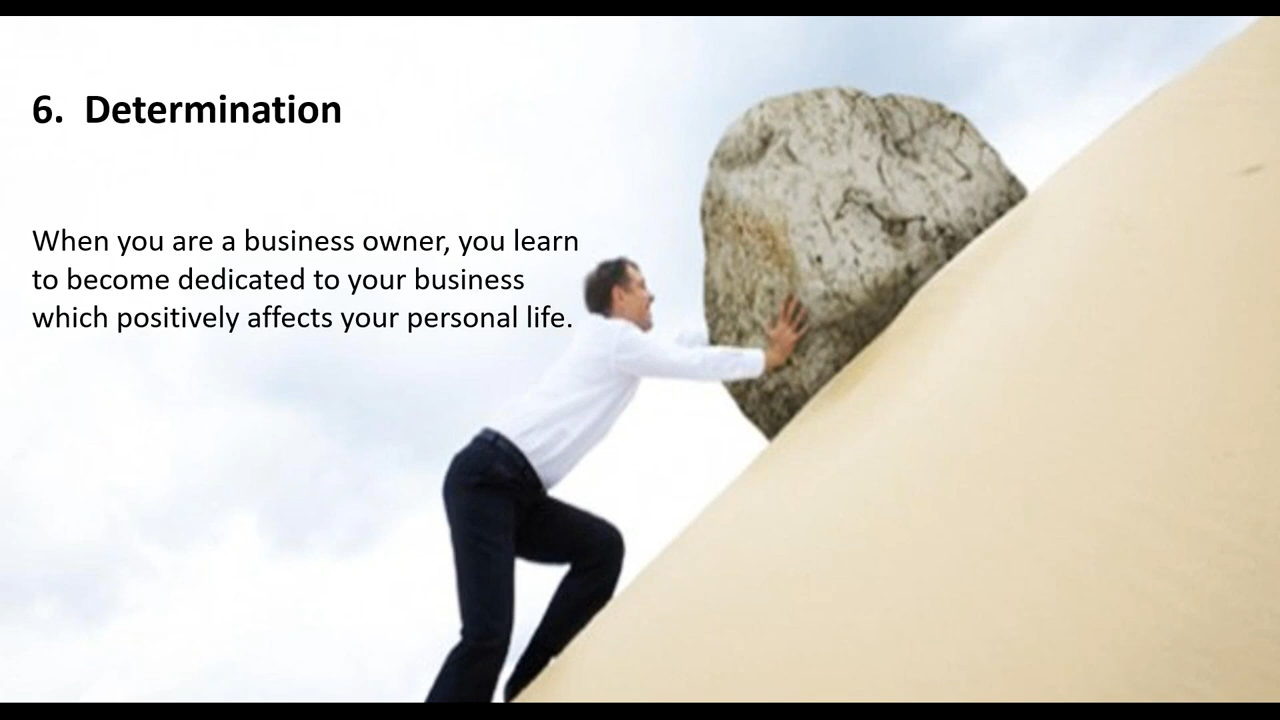 6. Determination
When you are a business owner, you learn
to become dedicated to your business
which positively affects your personal life.